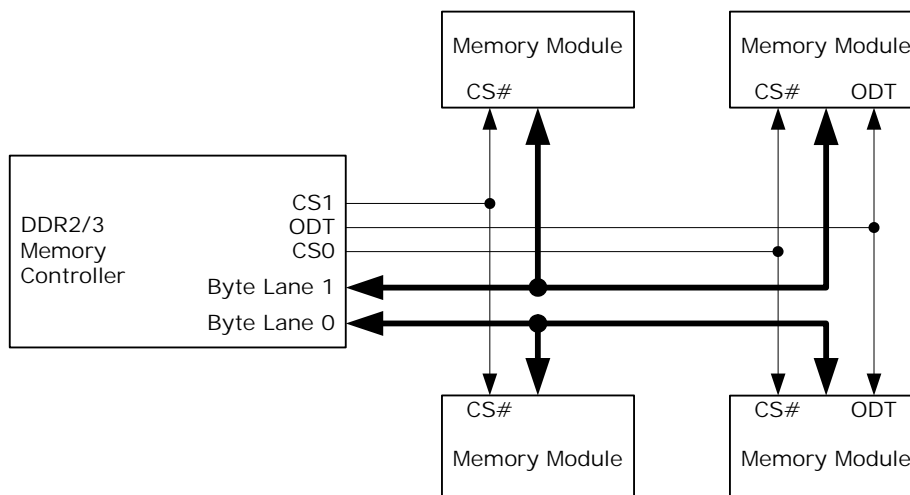 Memory Module
Memory Module
CS#
CS#
ODT
CS1
ODT
CS0
DDR2/3
Memory
Controller
Byte Lane 1
Byte Lane 0
CS#
CS#
ODT
Memory Module
Memory Module